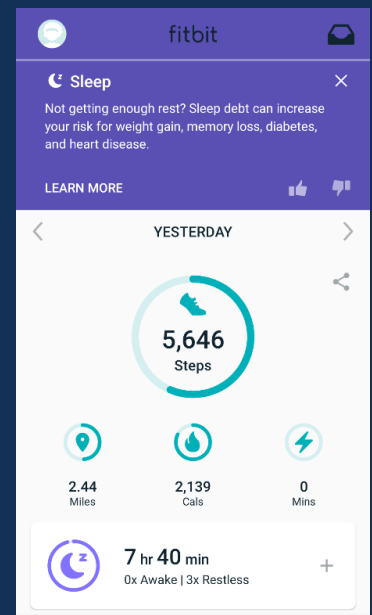 fitbit
Sleep
Not getting enough rest? Sleep debt can increase
your risk for weight gain, memory loss, diabetes,
and heart disease.
LEARN MORE
YESTERDAY
5,646
Steps
2.44 2,139 0
Miles Cals Mins
7 hr 40 min
0x Awake | 3x Restless